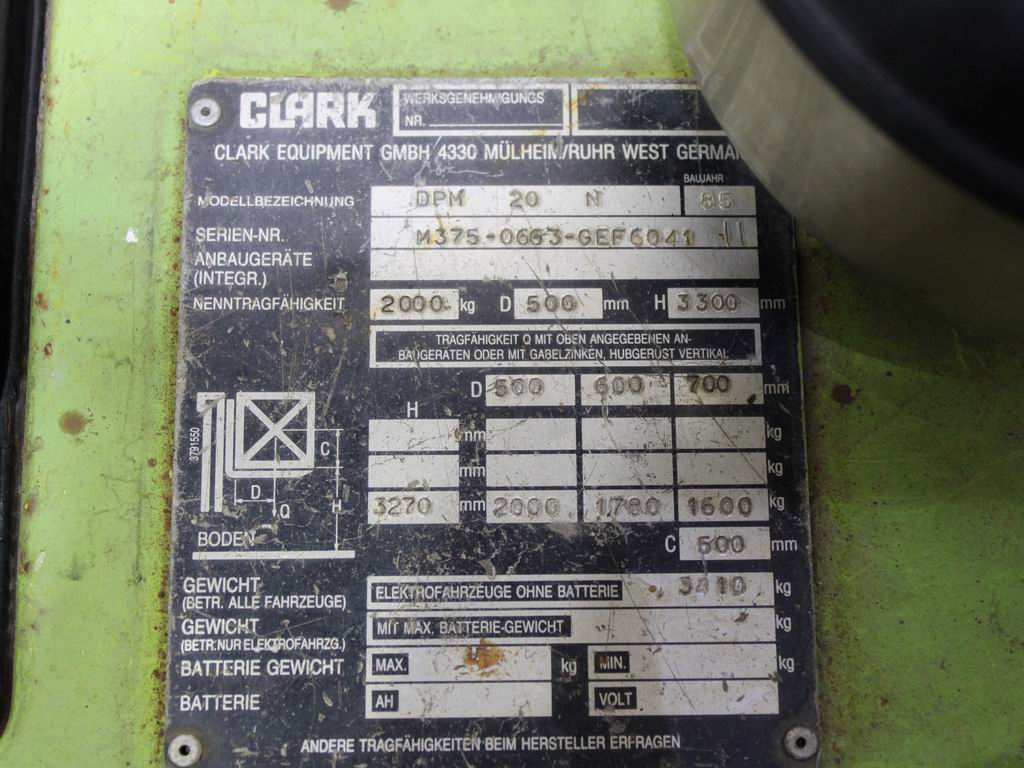 CLARK
WERKSGENEHMIGUNGS
NR.
CLARK EQUIPMENT GMBH 4330 MÜLHEIM/RUHR WEST
BAUJAHR
MODELLBEZEICHNUNG DPM 20 N 85
SERIEN-NR.
ANBAUGERÄTE
(INTEGR.)
NENNTRAGFÄHIGKEIT 2000 kg D 500 mm H 3300 mm
TRAGFÄHIGKEIT Q MIT OBEN ANGEGEBENEN AN-
BAUGERÄTEN ODER MIT GABELZINKEN, HUBGERÜST VERTIKAL
D 500 600 700 mm
H
mm kg
mm kg
3270 mm 2000 1780 1600 kg
C 500 mm
3791550
C
D
Q
H
BODEN
GEWICHT
(BETR. ALLE FAHRZEUGE) ELEKTROFAHRZEUGE OHNE BATTERIE 3410 kg
GEWICHT
(BETR. NUR ELEKTROFAHRZG.) MIT MAX. BATTERIE-GEWICHT kg
BATTERIE GEWICHT MAX. kg MIN. kg
BATTERIE AH VOLT
ANDERE TRAGFÄHIGKEITEN BEIM HERSTELLER ERFRAGEN